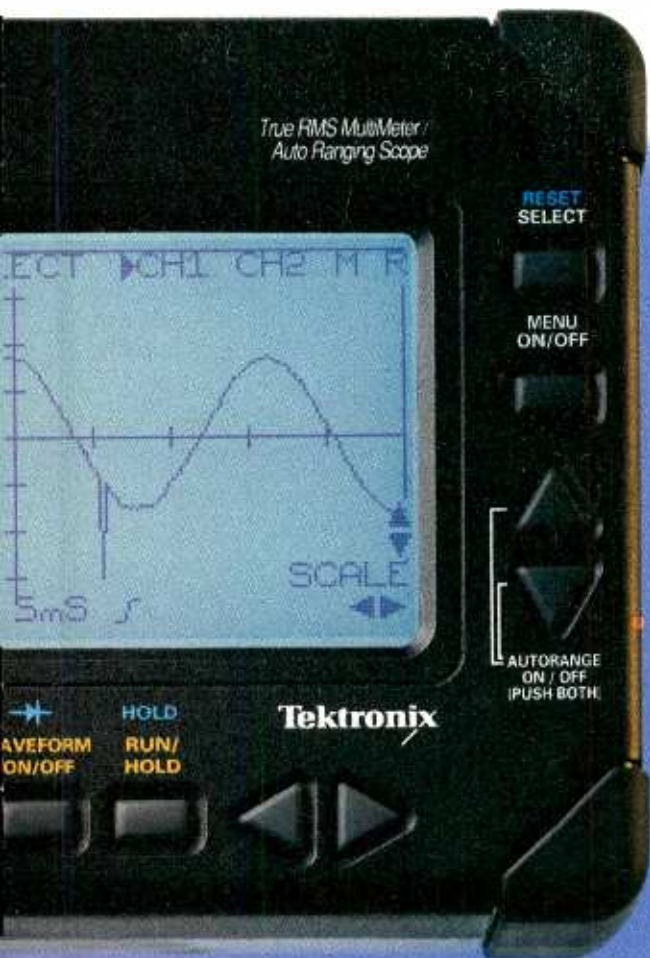 True RMS MultiMeter /
Auto Ranging Scope
RESET
SELECT
ECT CH1 CH2 M R
MENU
ON/OFF
SCALE
5mS
AUTORANGE
ON / OFF
(PUSH BOTH)
HOLD
Tektronix
AVEFORM RUN/
ON/OFF HOLD